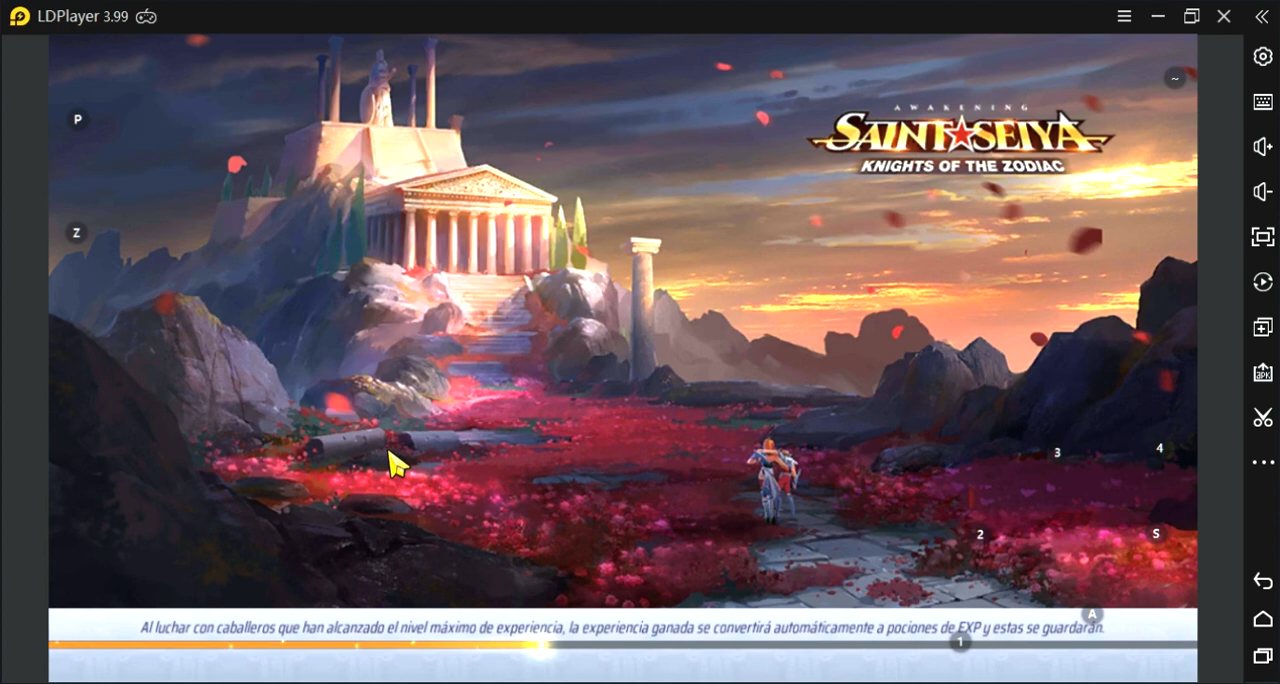 LDPlayer 3.99
AWAKENING
SAINT SEIYA
KNIGHTS OF THE ZODIAC
~
P
Z
APK
3
4
2
S
A
Al luchar con caballeros que han alcanzado el nivel máximo de experiencia, la experiencia ganada se convertirá automáticamente a pociones de EXP y estas se guardarán.
1